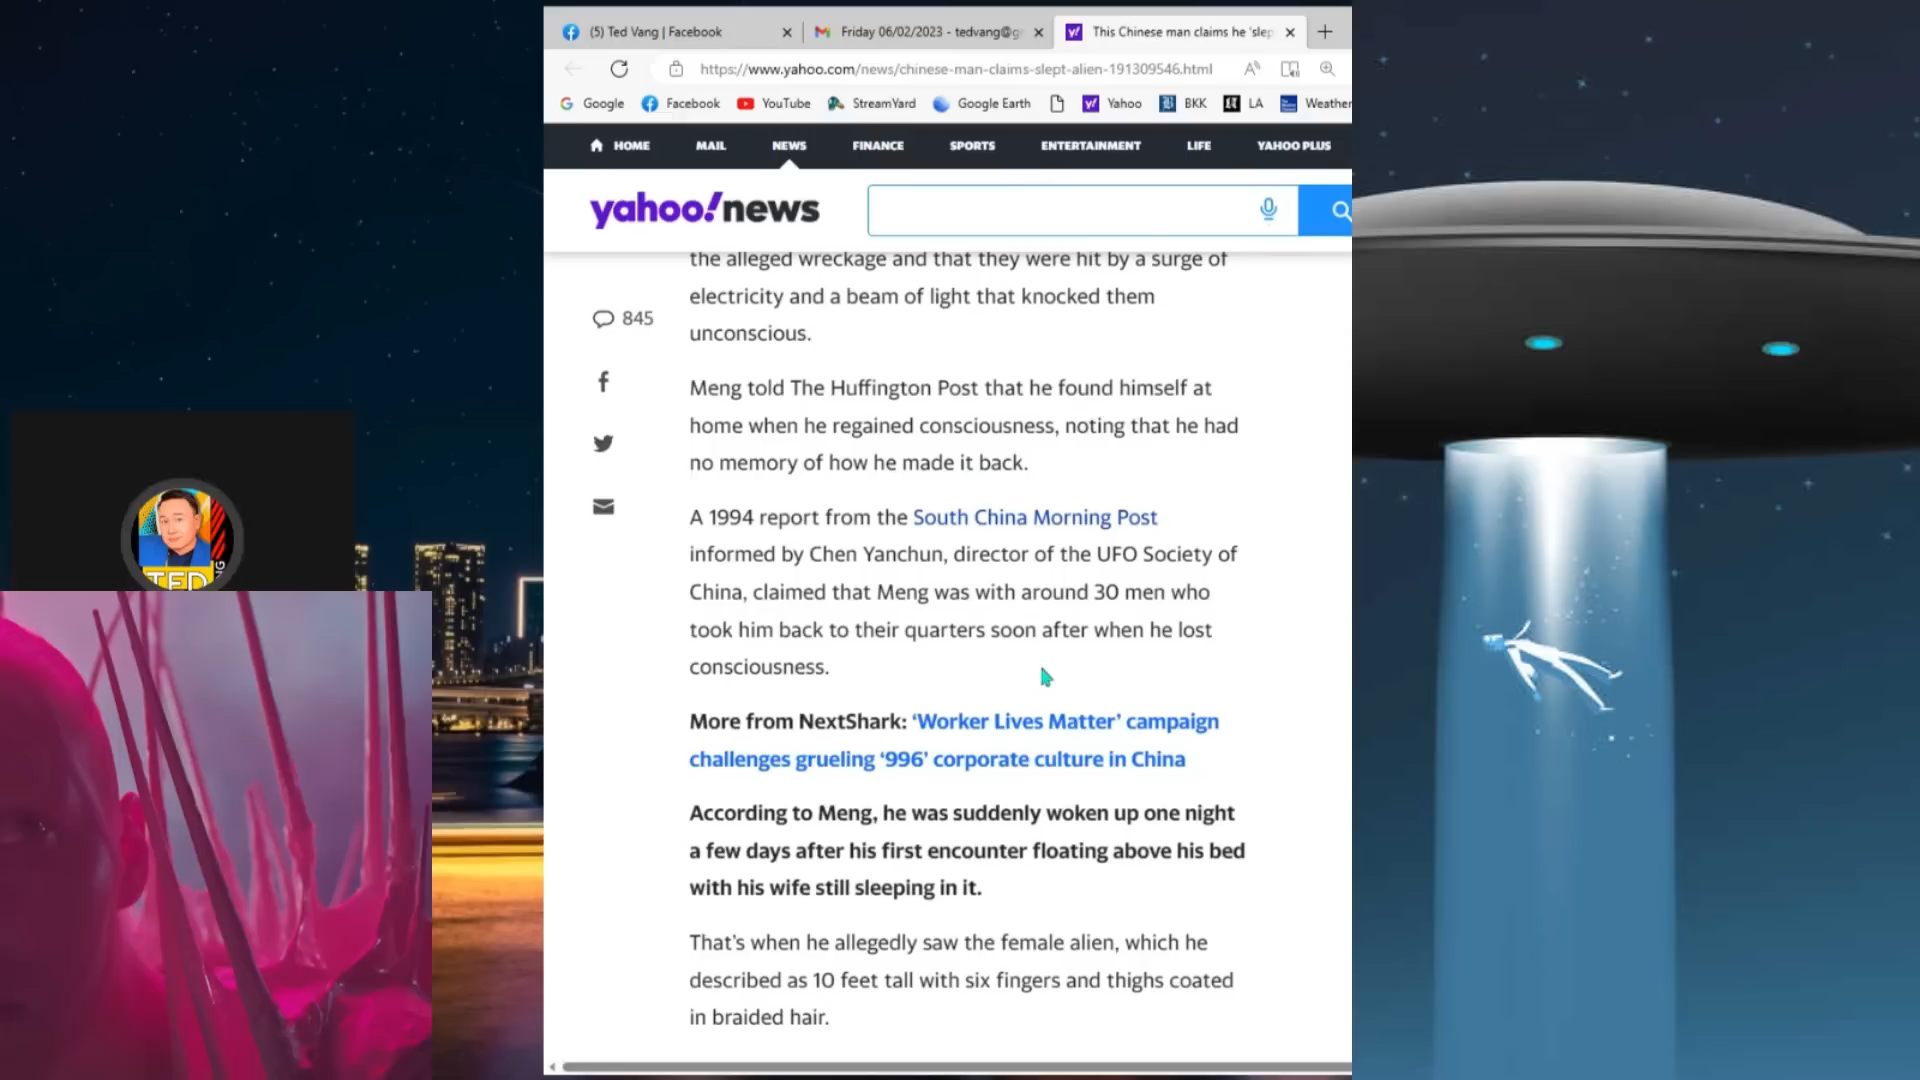 (5) Ted Vang | Facebook
Friday 06/02/2023 - tedvang@g
This Chinese man claims he 'slep
https://www.yahoo.com/news/chinese-man-claims-slept-alien-191309546.html
Google Facebook YouTube StreamYard Google Earth Yahoo BKK LA Weather
HOME MAIL NEWS FINANCE SPORTS ENTERTAINMENT LIFE YAHOO PLUS
yahoo!news
the alleged wreckage and that they were hit by a surge of
electricity and a beam of light that knocked them
unconscious.
845
Meng told The Huffington Post that he found himself at
home when he regained consciousness, noting that he had
no memory of how he made it back.
A 1994 report from the South China Morning Post
informed by Chen Yanchun, director of the UFO Society of
China, claimed that Meng was with around 30 men who
took him back to their quarters soon after when he lost
consciousness.
More from NextShark: ‘Worker Lives Matter’ campaign
challenges grueling ‘996’ corporate culture in China
According to Meng, he was suddenly woken up one night
a few days after his first encounter floating above his bed
with his wife still sleeping in it.
That’s when he allegedly saw the female alien, which he
described as 10 feet tall with six fingers and thighs coated
in braided hair.
TED